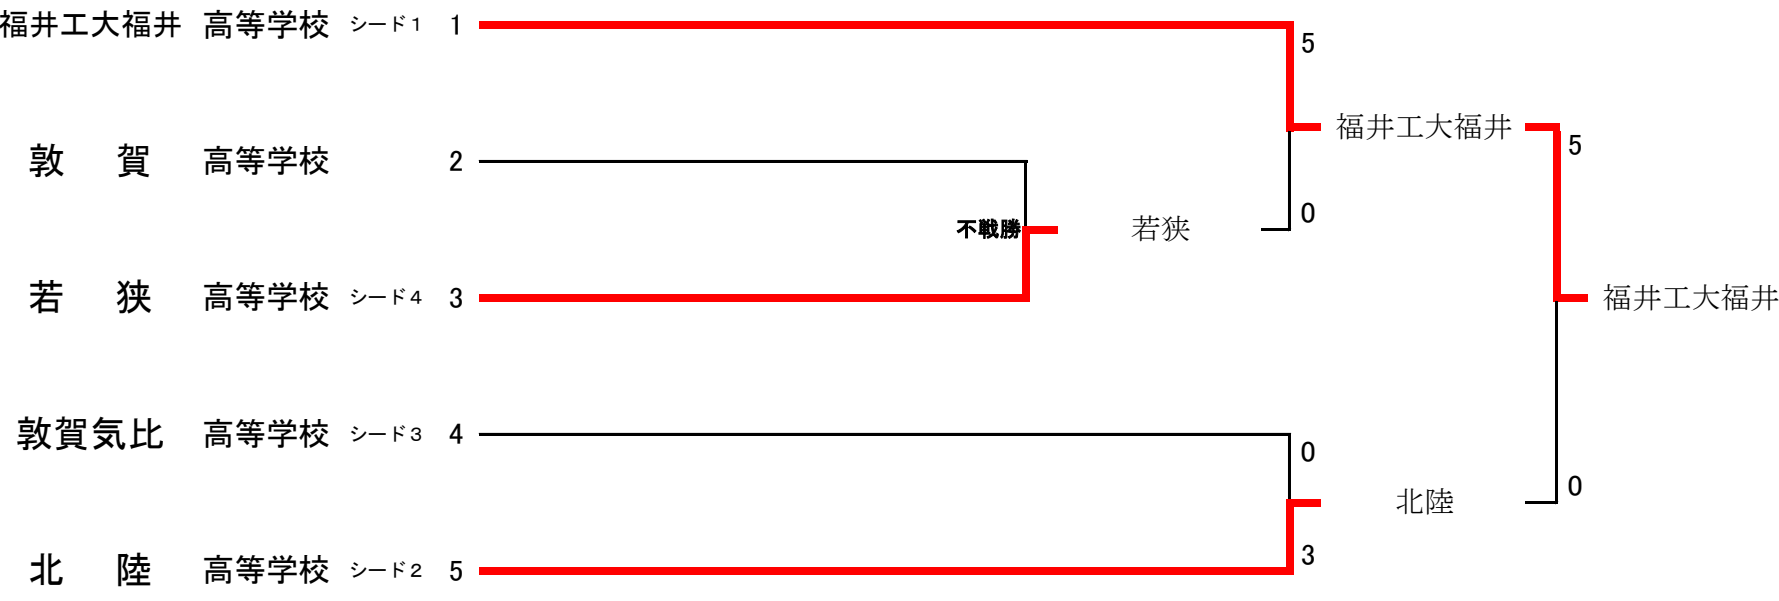 福井工大福井 高等学校 シード1 1
5
福井工大福井
5
敦 賀 高等学校 2
0
不戦勝
若狭
若 狭 高等学校 シード4 3
福井工大福井
敦賀気比 高等学校 シード3 4
0
北陸
0
3
北 陸 高等学校 シード2 5